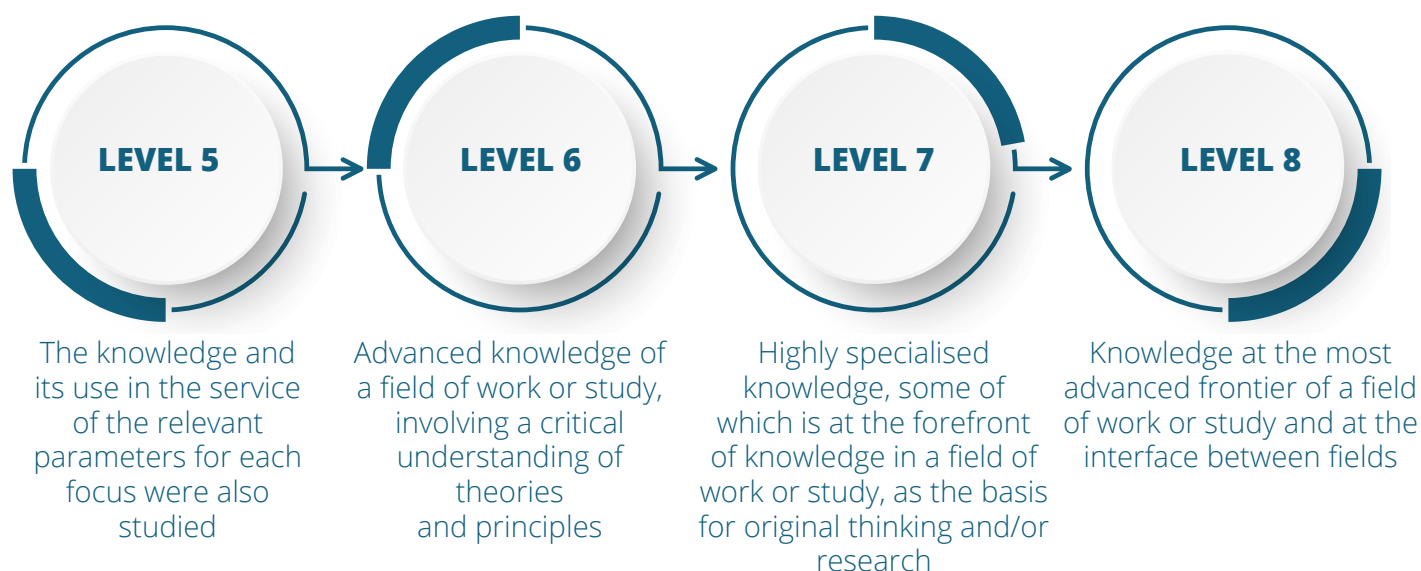 LEVEL 5
The knowledge and
its use in the service
of the relevant
parameters for each
focus were also
studied
LEVEL 6
Advanced knowledge of
a field of work or study,
involving a critical
understanding of
theories
and principles
LEVEL 7
Highly specialised
knowledge, some of
which is at the forefront
of knowledge in a field of
work or study, as the basis
for original thinking and/or
research
LEVEL 8
Knowledge at the most
advanced frontier of a field
of work or study and at the
interface between fields